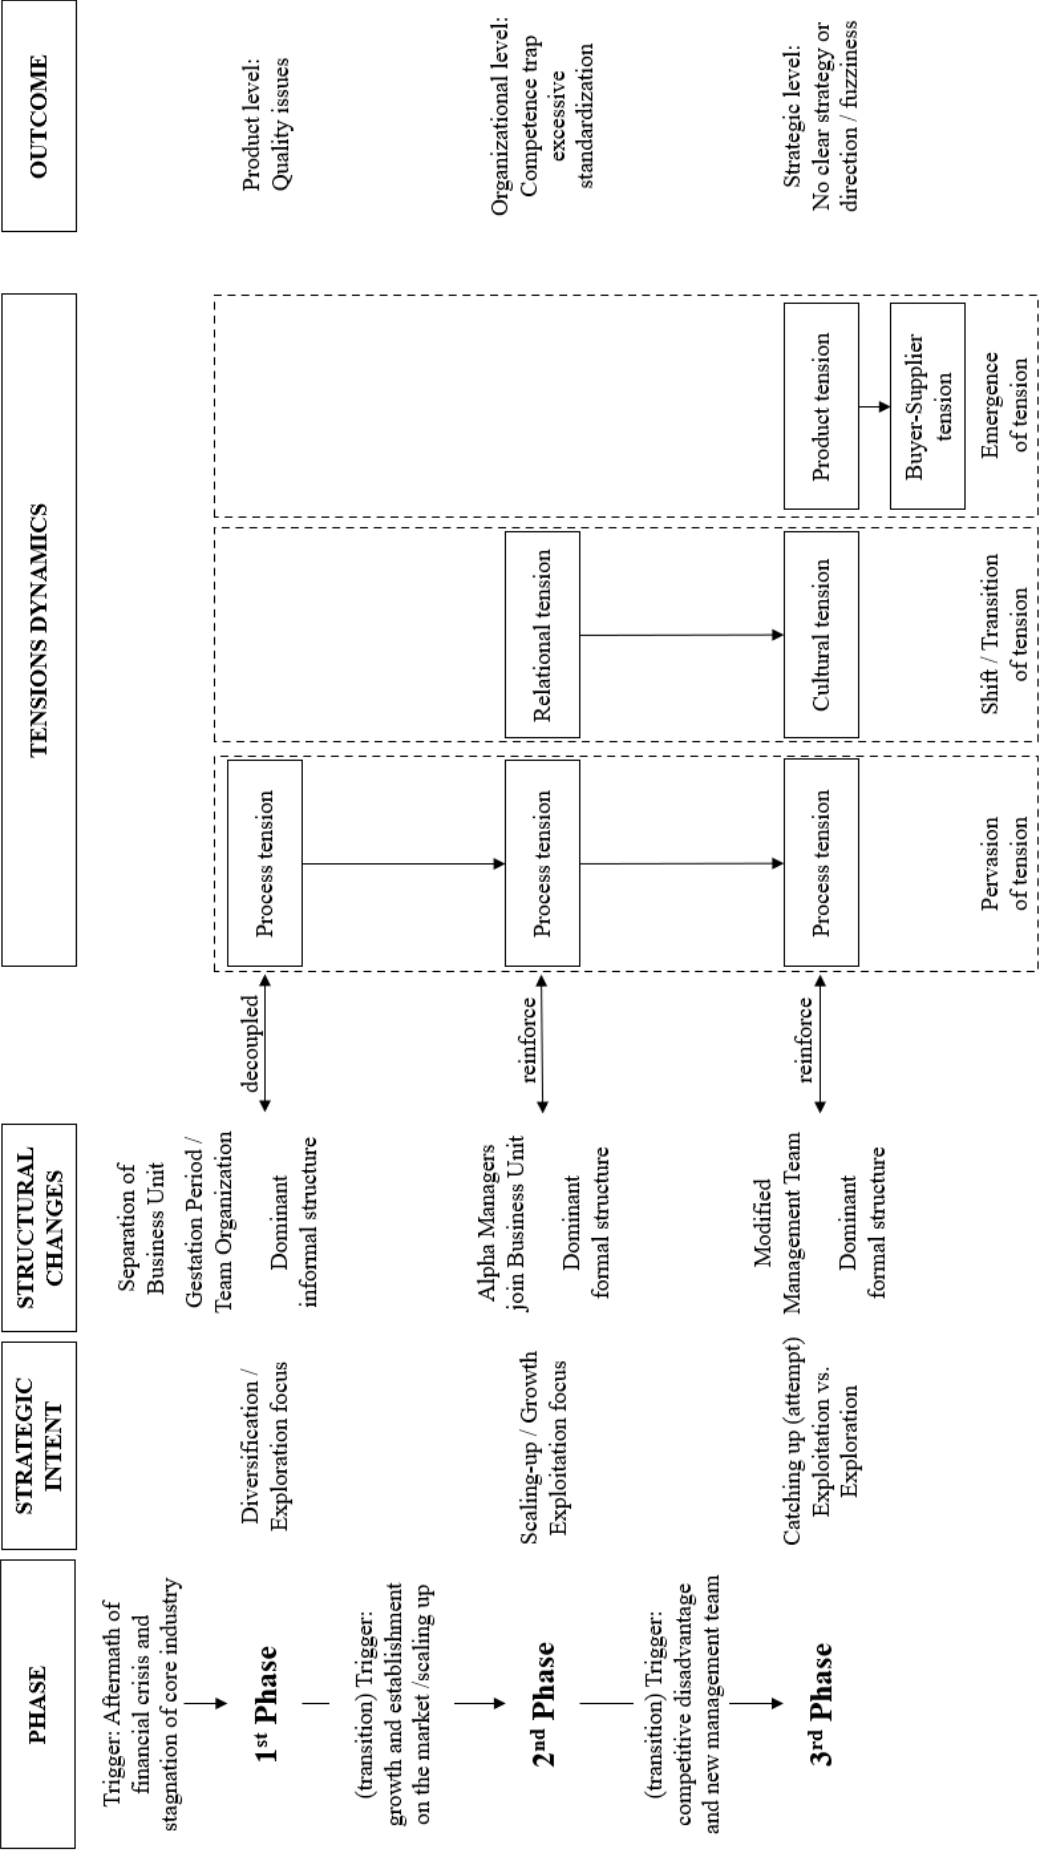 PHASE
STRATEGIC
INTENT
STRUCTURAL
CHANGES
TENSIONS DYNAMICS
OUTCOME
Trigger: Aftermath of
financial crisis and
stagnation of core industry
Separation of
Business Unit
Gestation Period /
Team Organization
1st Phase
Diversification /
Exploration focus
Dominant
informal structure
decoupled
Process tension
Product level:
Quality issues
(transition) Trigger:
growth and establishment
on the market /scaling up
2nd Phase
Scaling-up / Growth
Exploitation focus
Alpha Managers
join Business Unit
Dominant
formal structure
reinforce
Process tension
Relational tension
Organizational level:
Competence trap
excessive
standardization
(transition) Trigger:
competitive disadvantage
and new management team
3rd Phase
Catching up (attempt)
Exploitation vs.
Exploration
Modified
Management Team
Dominant
formal structure
reinforce
Process tension
Cultural tension
Product tension
Strategic level:
No clear strategy or
direction / fuzziness
Buyer-Supplier
tension
Pervasion
of tension
Shift / Transition
of tension
Emergence
of tension